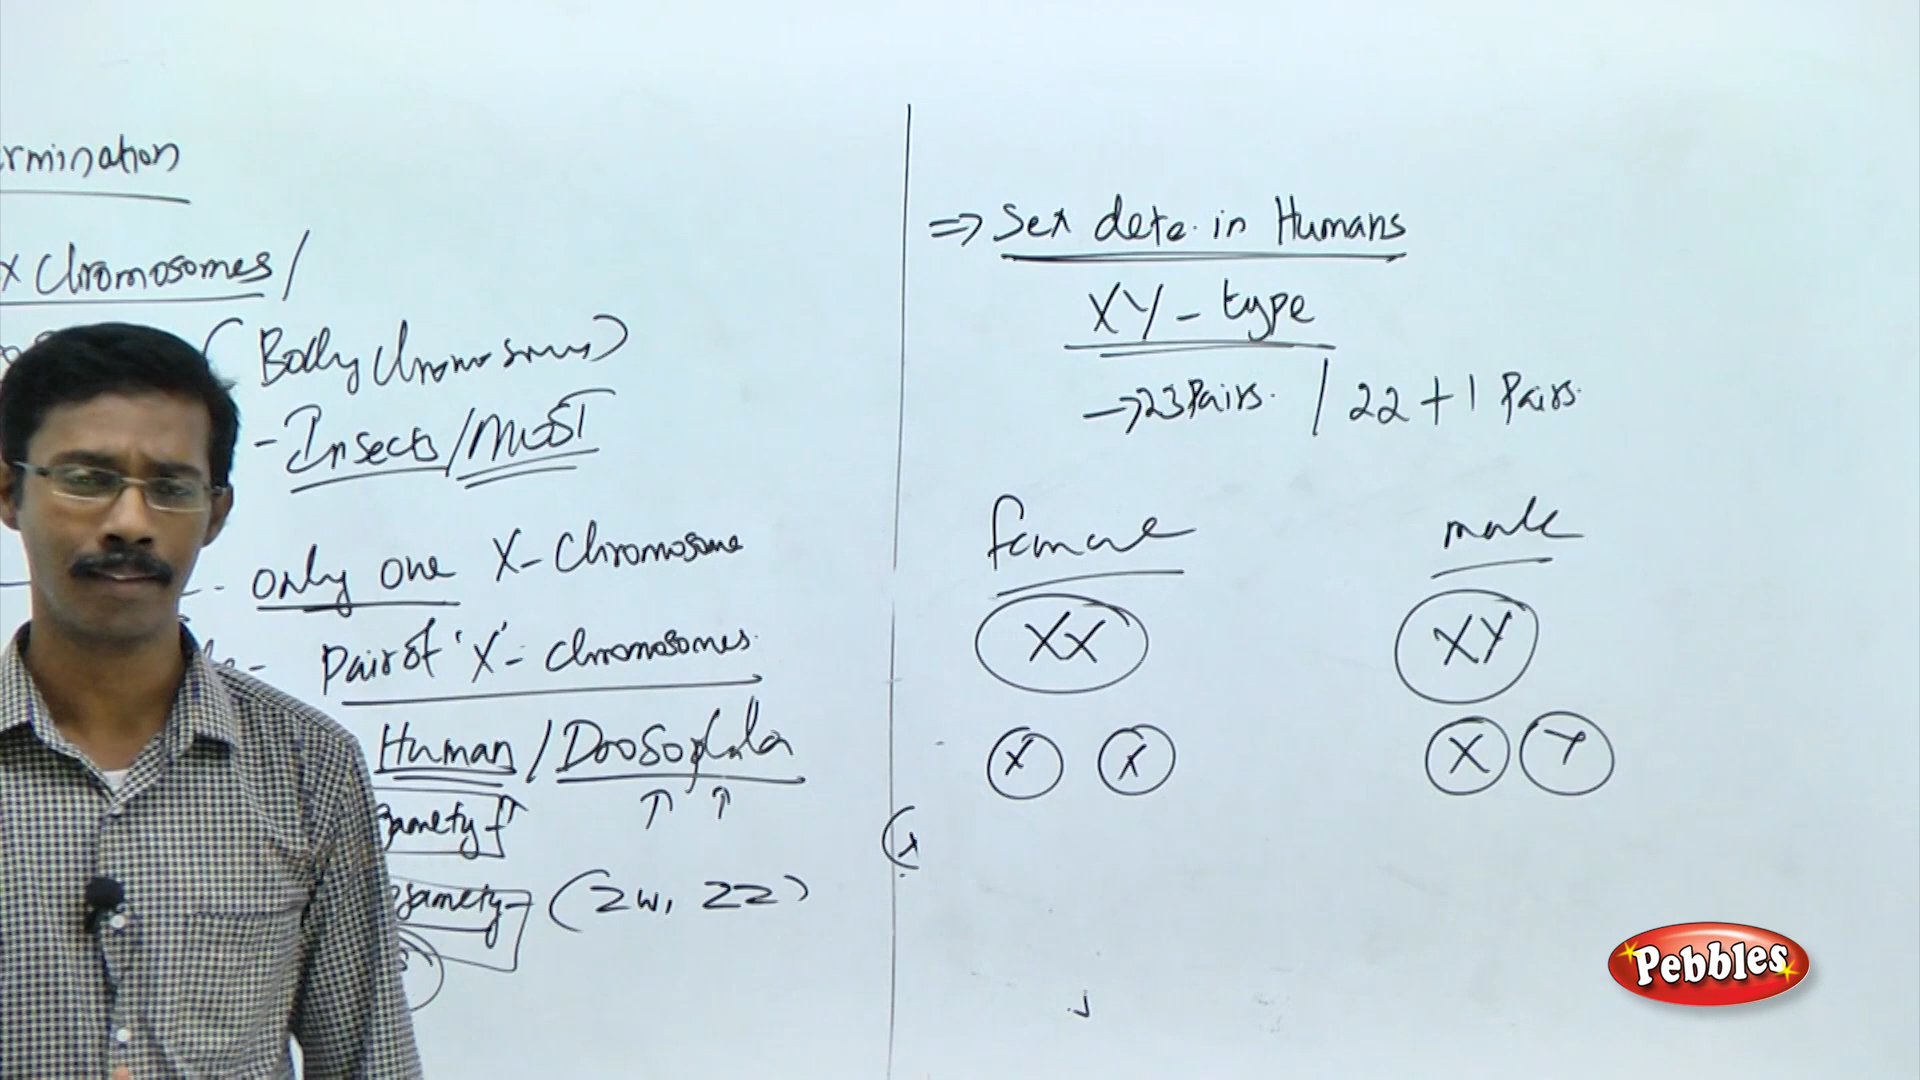 rmination
x Chromosomes /
(Body chromosomes)
- Insects / MOST
only one X- Chromosome
Pair of 'X'- chromosomes.
Human / Drosophila
gamety
gamety (ZW, ZZ)
=> Sex dete. in Humans
XY - type
→ 23 Pairs. / 22 + 1 Pairs.
female male
XX XY
X X X Y
(x
Pebbles